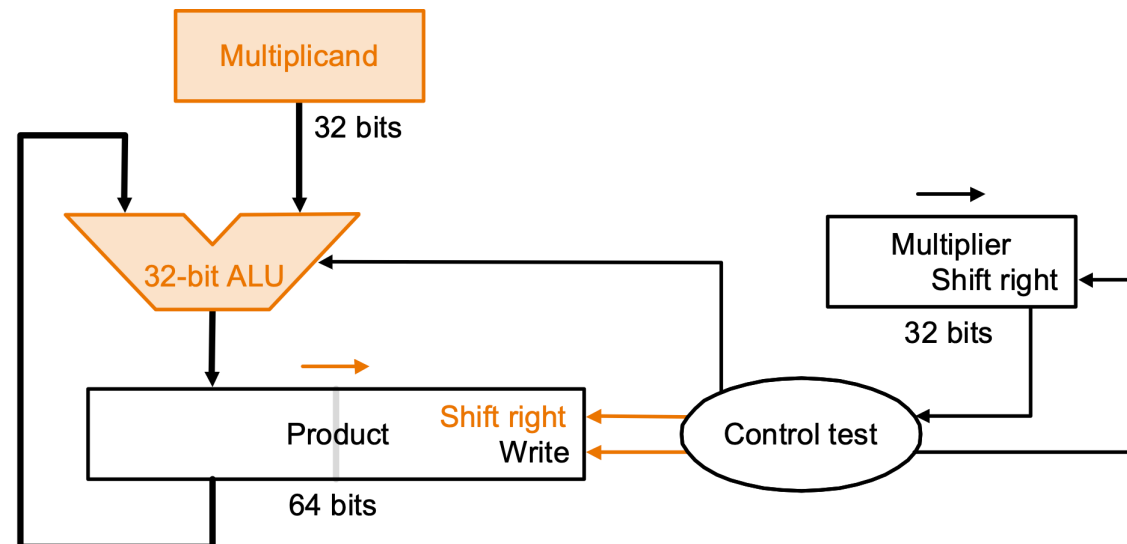 Multiplicand
32 bits
32-bit ALU
Multiplier
Shift right
32 bits
Product
Shift right
Write
64 bits
Control test